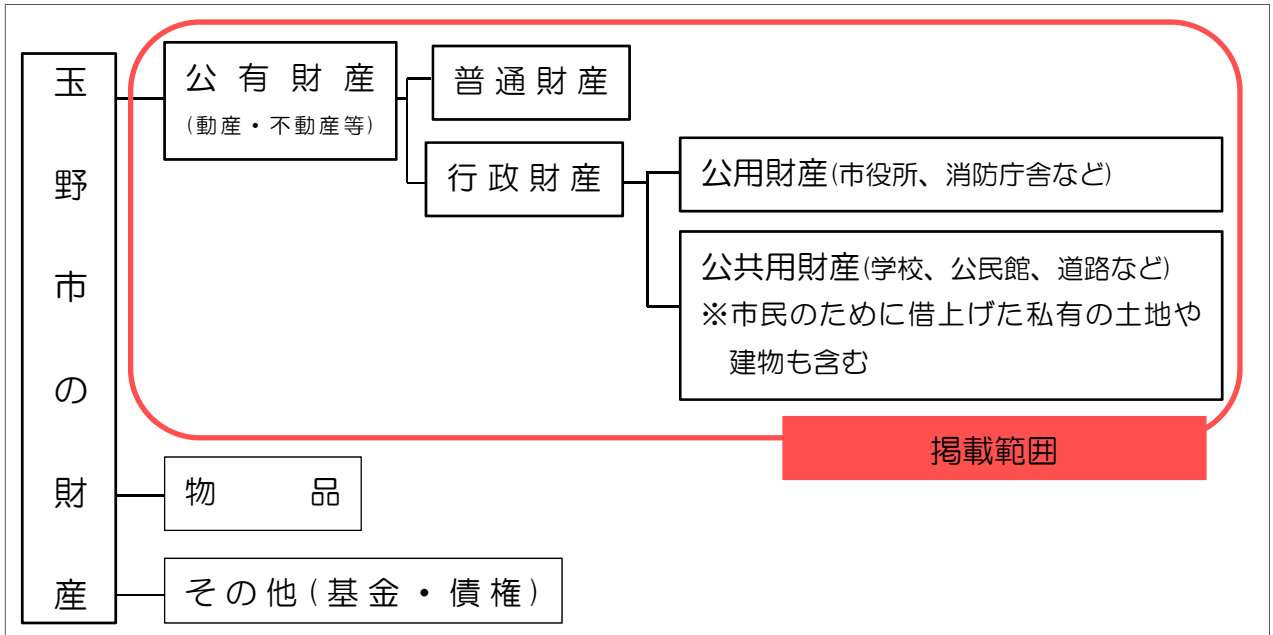 玉野市の財産
公有財産
(動産・不動産等)
普通財産
行政財産
公用財産(市役所、消防庁舎など)
公共用財産(学校、公民館、道路など)
※市民のために借上げた私有の土地や
建物も含む
掲載範囲
物品
その他(基金・債権)